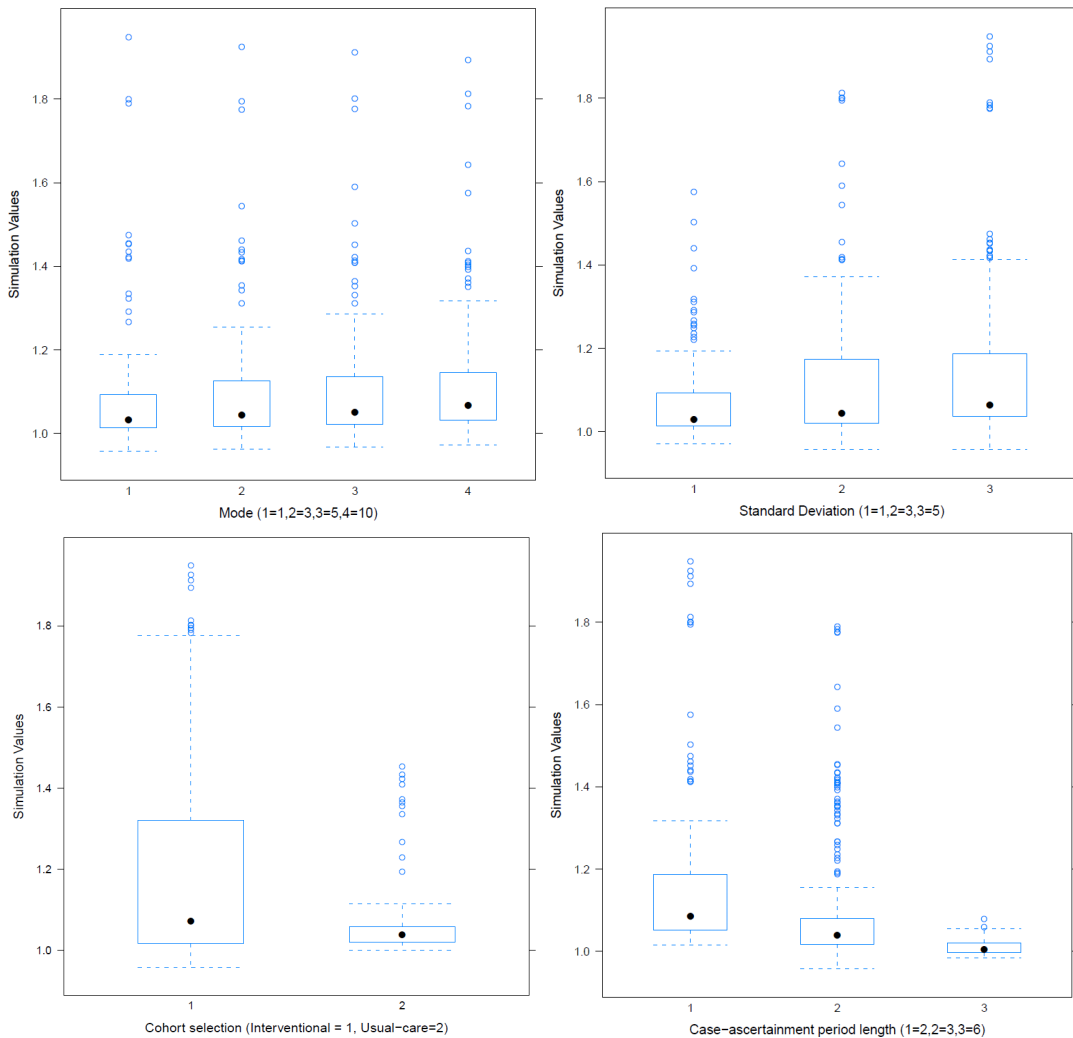 Simulation Values
1.8
1.6
1.4
1.2
1.0
1 2 3 4
Mode (1=1,2=3,3=5,4=10)
Simulation Values
1.8
1.6
1.4
1.2
1.0
1 2 3
Standard Deviation (1=1,2=3,3=5)
Simulation Values
1.8
1.6
1.4
1.2
1.0
1 2
Cohort selection (Interventional = 1, Usual−care=2)
Simulation Values
1.8
1.6
1.4
1.2
1.0
1 2 3
Case−ascertainment period length (1=2,2=3,3=6)